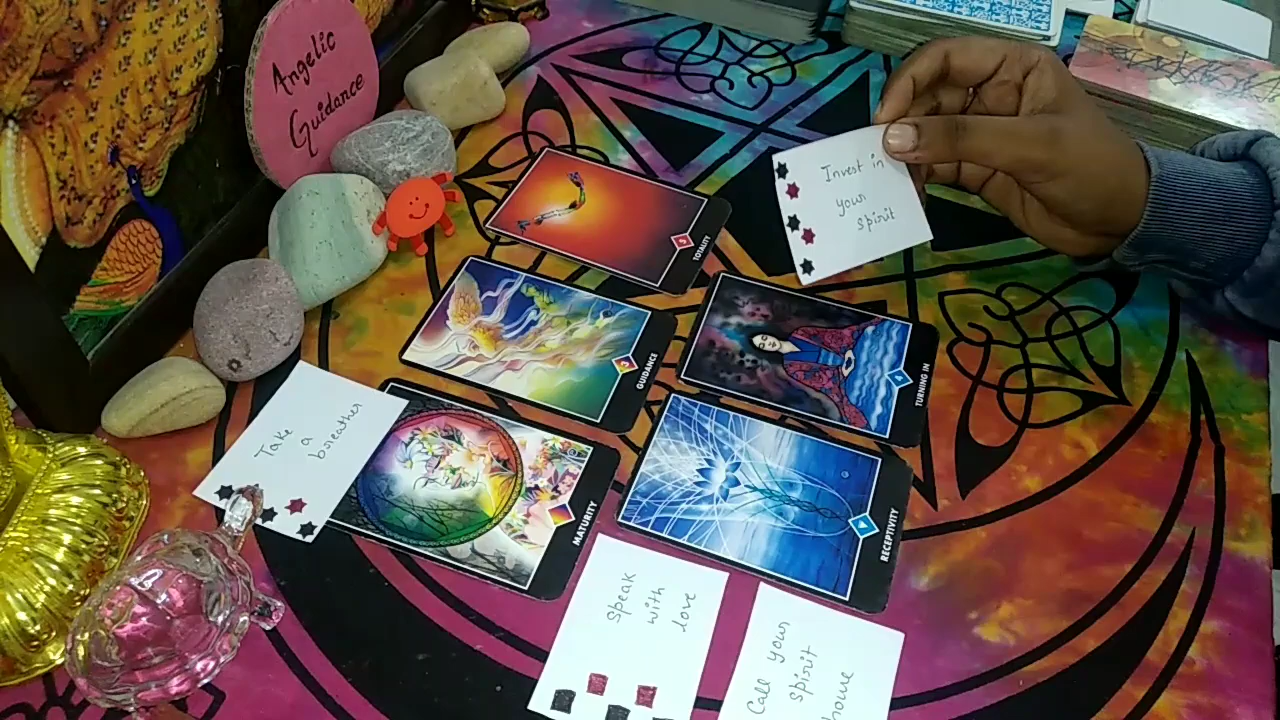 Angelic
Guidance
Invest in
your
spirit
TOTALITY
GUIDANCE
TURNING IN
Take
a
breather
MATURITY
RECEPTIVITY
Speak
with
love
Call your
spirit
home